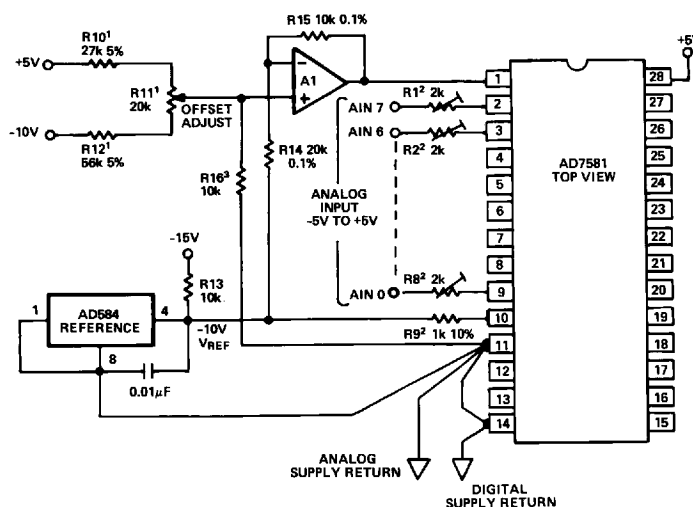 R15 10k 0.1%
R10¹
27k 5%
+5V
R11¹
20k
OFFSET
ADJUST
-10V
R12¹
56k 5%
−
+
A1
R14 20k
0.1%
R16³
10k
ANALOG
INPUT
-5V TO +5V
AIN 7
R1² 2k
AIN 6
R2² 2k
AIN 0
R8² 2k
R9² 1k 10%
-15V
R13
10k
1
AD584
REFERENCE
4
8
-10V
VREF
0.01µF
ANALOG
SUPPLY RETURN
DIGITAL
SUPPLY RETURN
AD7581
TOP VIEW
+5V
1
2
3
4
5
6
7
8
9
10
11
12
13
14
28
27
26
25
24
23
22
21
20
19
18
17
16
15